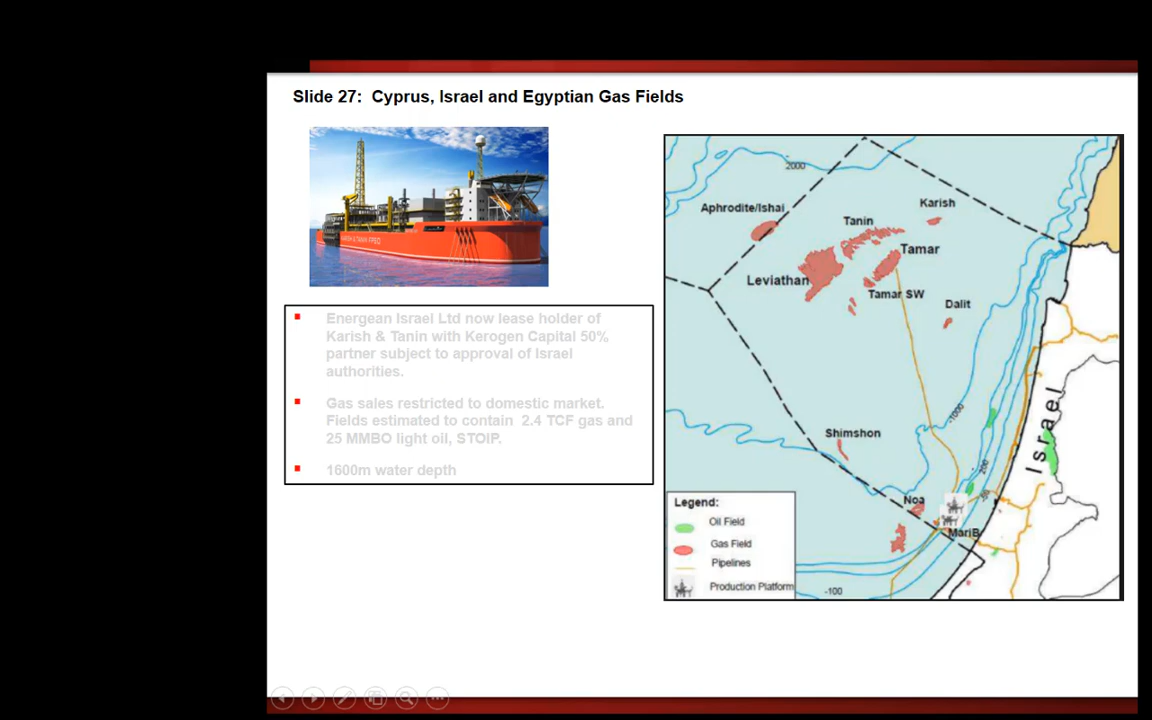 Slide 27: Cyprus, Israel and Egyptian Gas Fields
KARISH & TANIN FPSO
Energean Israel Ltd now lease holder of
Karish & Tanin with Kerogen Capital 50%
partner subject to approval of Israel
authorities.
Gas sales restricted to domestic market.
Fields estimated to contain 2.4 TCF gas and
25 MMBO light oil, STOIP.
1600m water depth
2000
Aphrodite/Ishai
Karish
Tanin
Tamar
Leviathan
Tamar SW
Dalit
-1000
Shimshon
Israel
200
-50
Noa
MariB
Legend:
Oil Field
Gas Field
Pipelines
Production Platform
-100